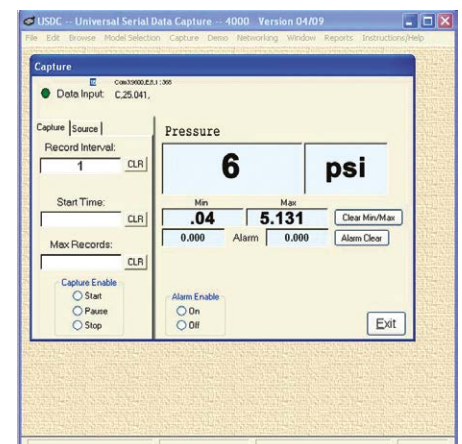 USDC -- Universal Serial Data Capture -- 4000 Version 04/09
File Edit Browse Model Selection Capture Demo Networking Window Reports Instructions/Help
Capture
Data Input: C,25.041,
Capture Source
Record Interval:
1 CLR
Start Time:
CLR
Max Records:
CLR
Capture Enable
Start
Pause
Stop
Pressure
6 psi
Min Max
.04 5.131 Clear Min/Max
0.000 Alarm 0.000 Alarm Clear
Alarm Enable
On
Off
Exit